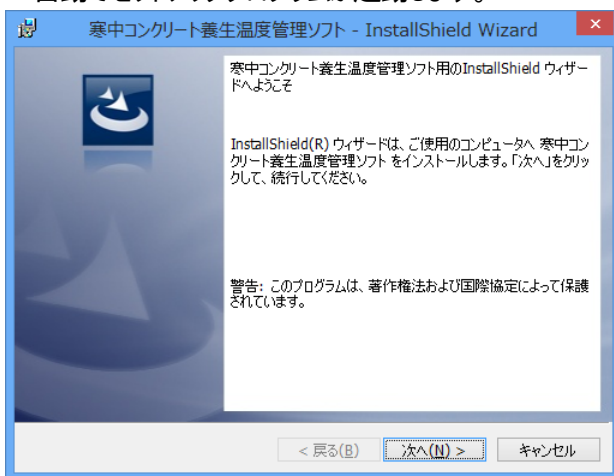 寒中コンクリート養生温度管理ソフト - InstallShield Wizard
寒中コンクリート養生温度管理ソフト用のInstallShield ウィザー
ドへようこそ
InstallShield(R) ウィザードは、ご使用のコンピュータへ 寒中コン
クリート養生温度管理ソフト をインストールします。「次へ」をクリッ
クして、続行してください。
警告: このプログラムは、著作権法および国際協定によって保護
されています。
< 戻る(B)
次へ(N) >
キャンセル